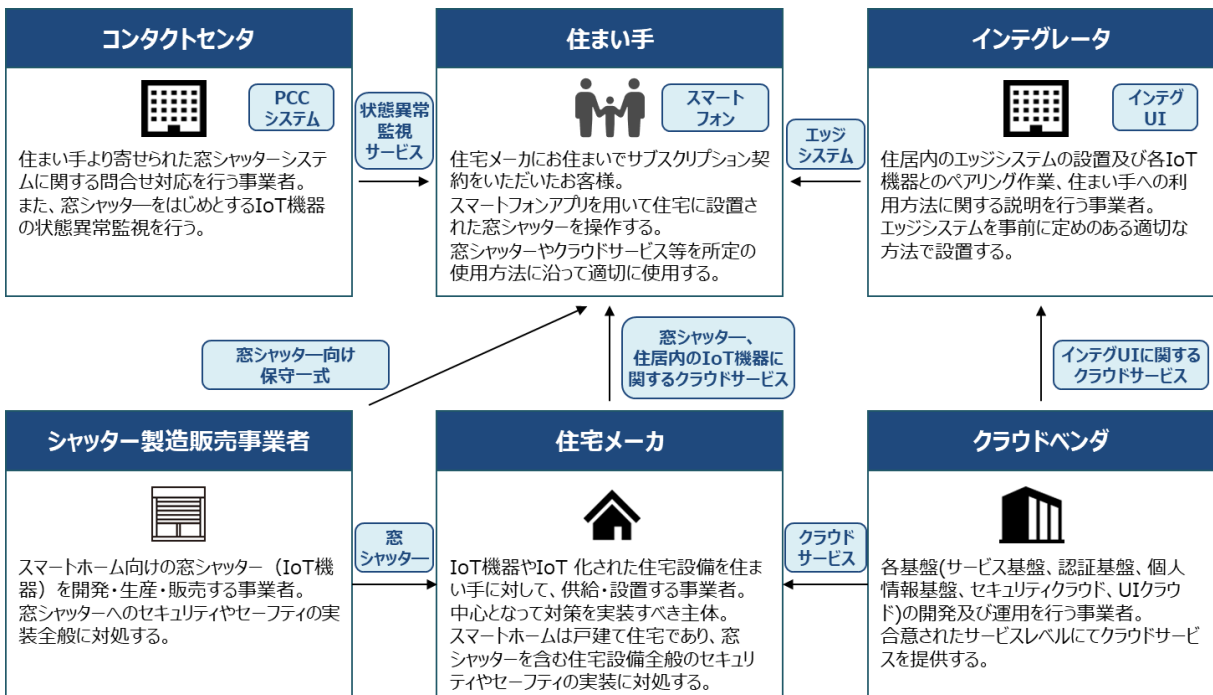 コンタクトセンタ
PCC
システム
住まい手より寄せられた窓シャッターシステ
ムに関する問合せ対応を行う事業者。
また、窓シャッターをはじめとするIoT機器
の状態異常監視を行う。
状態異常
監視
サービス
住まい手
スマート
フォン
住宅メーカにお住まいでサブスクリプション契
約をいただいたお客様。
スマートフォンアプリを用いて住宅に設置され
た窓シャッターを操作する。
窓シャッターやクラウドサービス等を所定の
使用方法に沿って適切に使用する。
エッジ
システム
インテグレータ
インテグ
UI
住居内のエッジシステムの設置及び各IoT
機器とのペアリング作業、住まい手への利
用方法に関する説明を行う事業者。
エッジシステムを事前に定めのある適切な
方法で設置する。
窓シャッター向け
保守一式
窓シャッター、
住居内のIoT機器に
関するクラウドサービス
インテグUIに関する
クラウドサービス
シャッター製造販売事業者
スマートホーム向けの窓シャッター（IoT機
器）を開発・生産・販売する事業者。
窓シャッターへのセキュリティやセーフティの実
装全般に対処する。
窓
シャッター
住宅メーカ
IoT機器やIoT 化された住宅設備を住ま
い手に対して、供給・設置する事業者。
中心となって対策を実装すべき主体。
スマートホームは戸建て住宅であり、窓
シャッターを含む住宅設備全般のセキュリ
ティやセーフティの実装に対処する。
クラウド
サービス
クラウドベンダ
各基盤(サービス基盤、認証基盤、個人
情報基盤、セキュリティクラウド、UIクラウ
ド)の開発及び運用を行う事業者。
合意されたサービスレベルにてクラウドサービ
スを提供する。